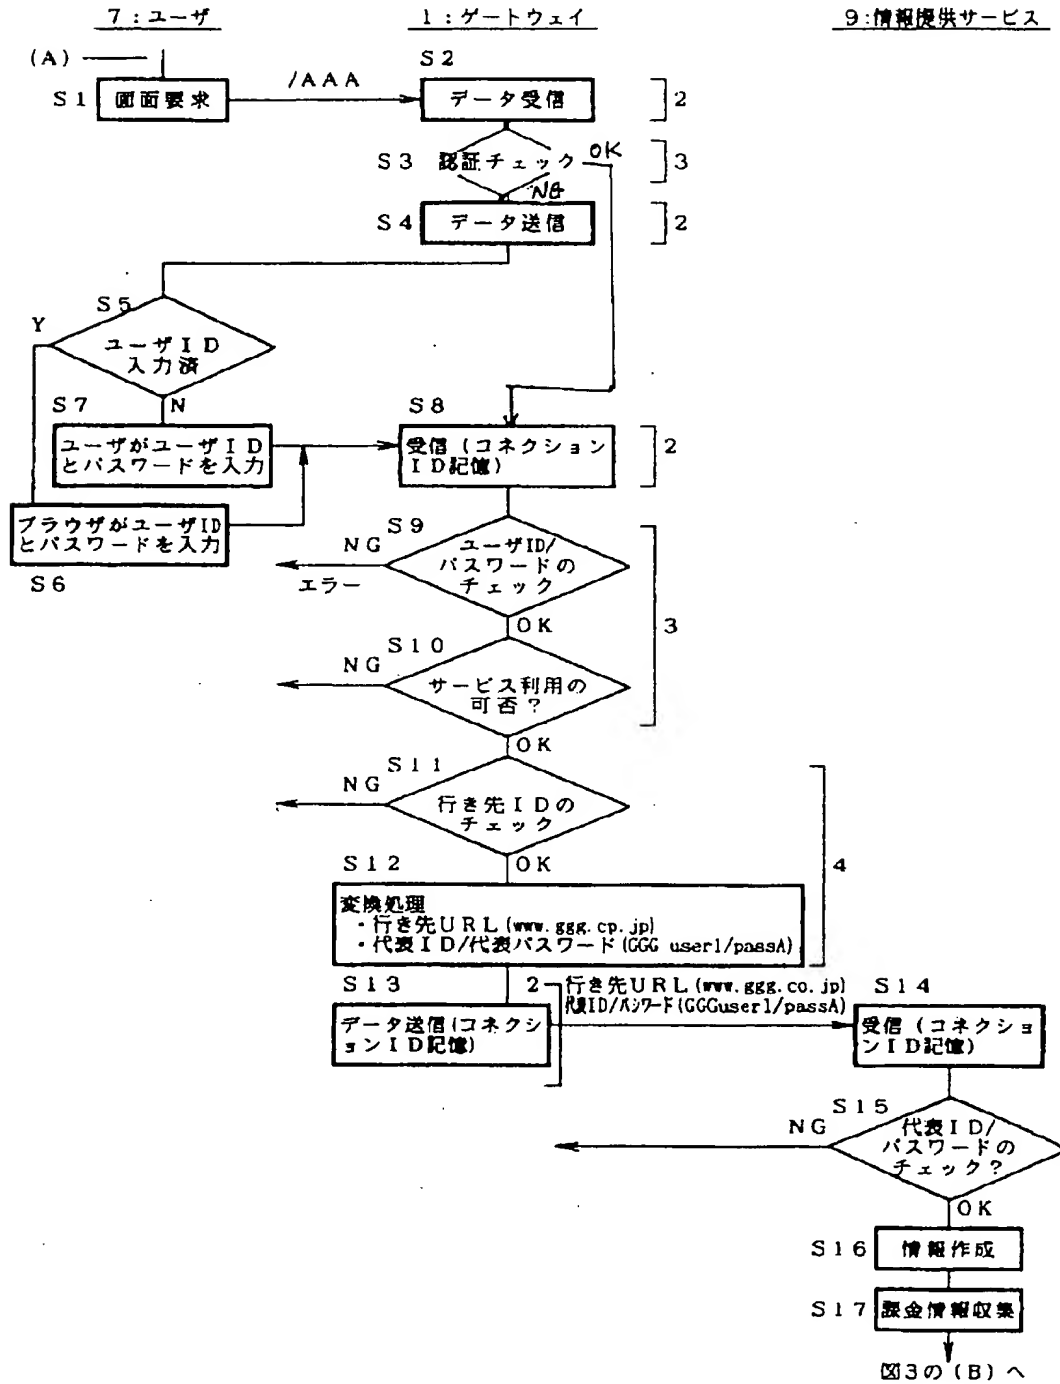 7：ユーザ
1：ゲートウェイ
9：情報提供サービス
(A)
S2
/AAA
S1
画面要求
データ受信
2
S3
認証チェック
OK
3
NG
S4
データ送信
2
S5
Y
ユーザID
入力済
S7
N
S8
ユーザがユーザID
とパスワードを入力
受信（コネクション
ID記憶）
2
ブラウザがユーザID
とパスワードを入力
S6
S9
NG
エラー
ユーザID/
パスワードの
チェック
OK
3
S10
NG
サービス利用の
可否？
OK
S11
NG
行き先IDの
チェック
OK
4
S12
変換処理
・行き先URL(www.ggg.cp.jp)
・代表ID/代表パスワード(GGG user1/passA)
S13
2
行き先URL(www.ggg.co.jp)
代表ID/パスワード(GGGuser1/passA)
S14
データ送信(コネクシ
ョンID記憶)
受信（コネクショ
ンID記憶）
S15
NG
代表ID/
パスワードの
チェック？
OK
S16
情報作成
S17
課金情報収集
図3の(B)へ